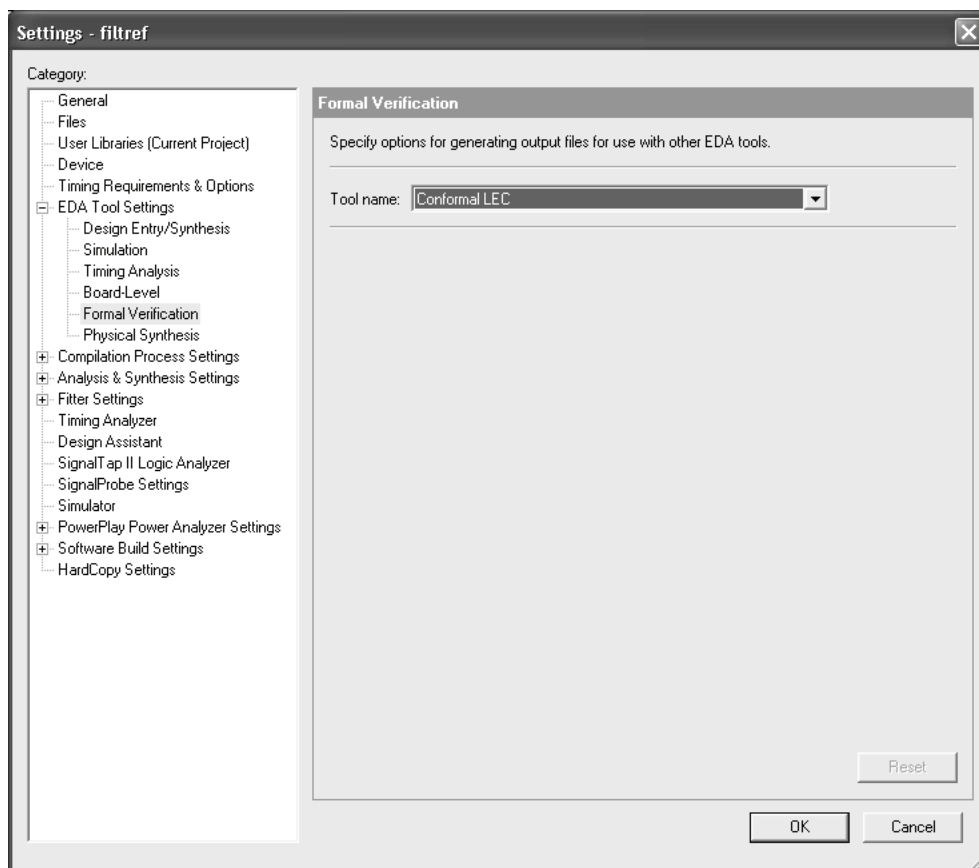 Settings - filtref
Category:
General
Files
User Libraries (Current Project)
Device
Timing Requirements & Options
EDA Tool Settings
Design Entry/Synthesis
Simulation
Timing Analysis
Board-Level
Formal Verification
Physical Synthesis
Compilation Process Settings
Analysis & Synthesis Settings
Fitter Settings
Timing Analyzer
Design Assistant
SignalTap II Logic Analyzer
SignalProbe Settings
Simulator
PowerPlay Power Analyzer Settings
Software Build Settings
HardCopy Settings
Formal Verification
Specify options for generating output files for use with other EDA tools.
Tool name: Conformal LEC
Reset
OK Cancel